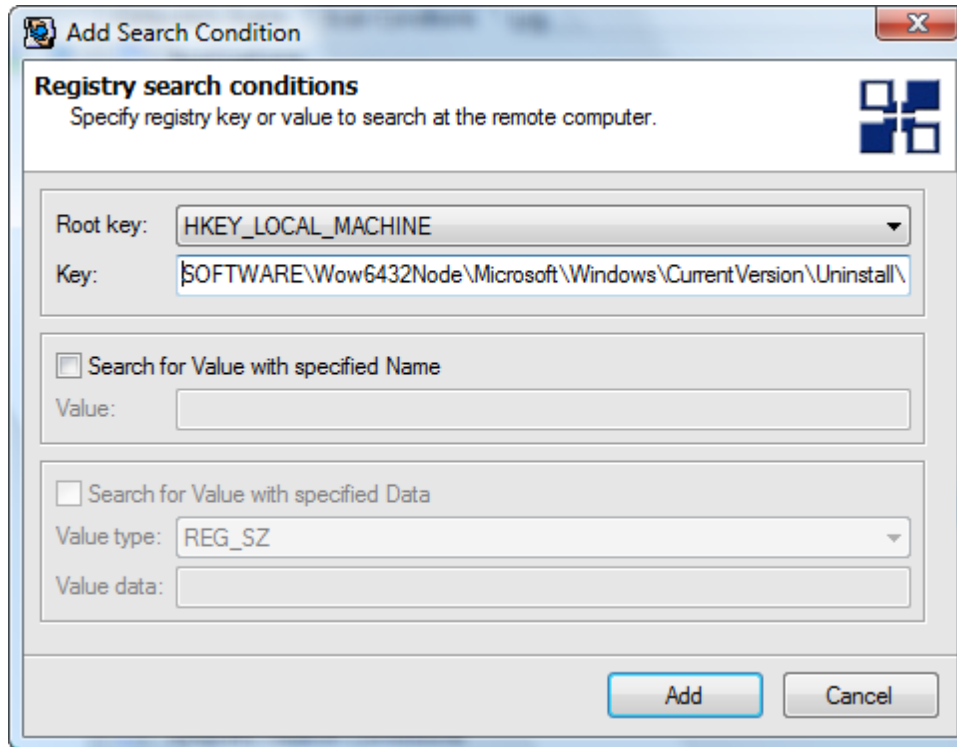 Add Search Condition
Registry search conditions
Specify registry key or value to search at the remote computer.
Root key: HKEY_LOCAL_MACHINE
Key: SOFTWARE\Wow6432Node\Microsoft\Windows\CurrentVersion\Uninstall\
Search for Value with specified Name
Value:
Search for Value with specified Data
Value type: REG_SZ
Value data:
Add Cancel